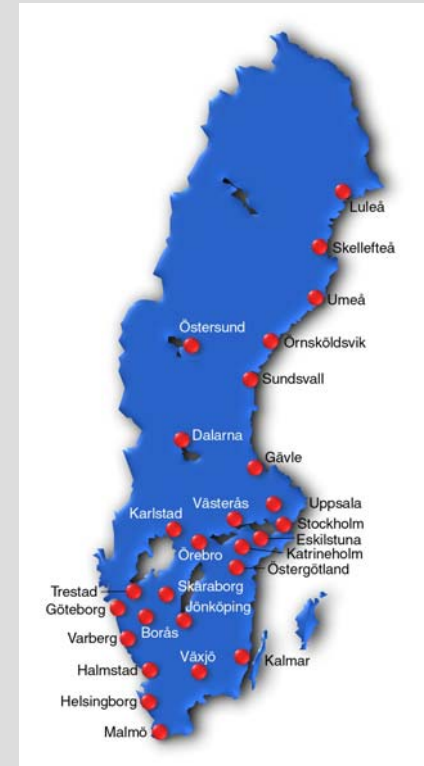 Luleå
Skellefteå
Umeå
Östersund
Örnsköldsvik
Sundsvall
Dalarna
Gävle
Västerås
Uppsala
Karlstad
Stockholm
Eskilstuna
Örebro
Katrineholm
Östergötland
Trestad
Skaraborg
Göteborg
Jönköping
Borås
Varberg
Växjö
Kalmar
Halmstad
Helsingborg
Malmö